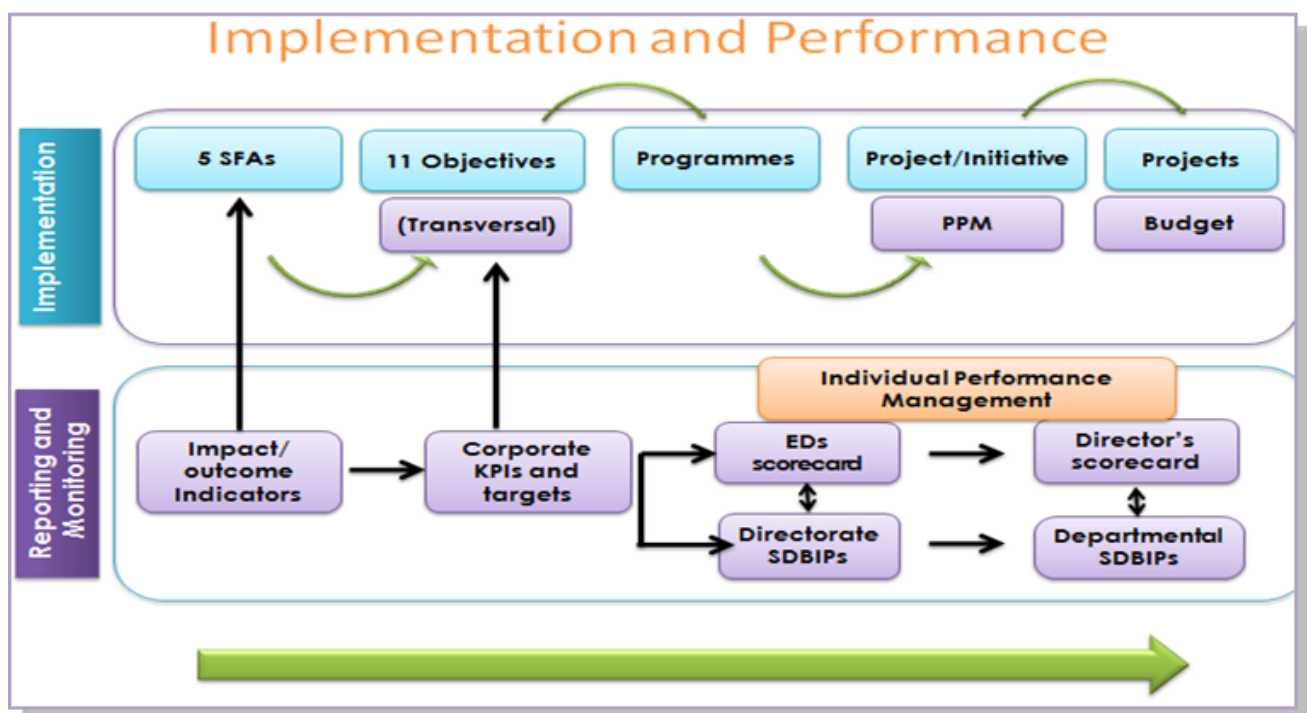 Implementation and Performance
Implementation
5 SFAs
11 Objectives
(Transversal)
Programmes
Project/Initiative
PPM
Projects
Budget
Reporting and
Monitoring
Individual Performance
Management
Impact/
outcome
Indicators
Corporate
KPIs and
targets
EDs
scorecard
Director's
scorecard
Directorate
SDBIPs
Departmental
SDBIPs